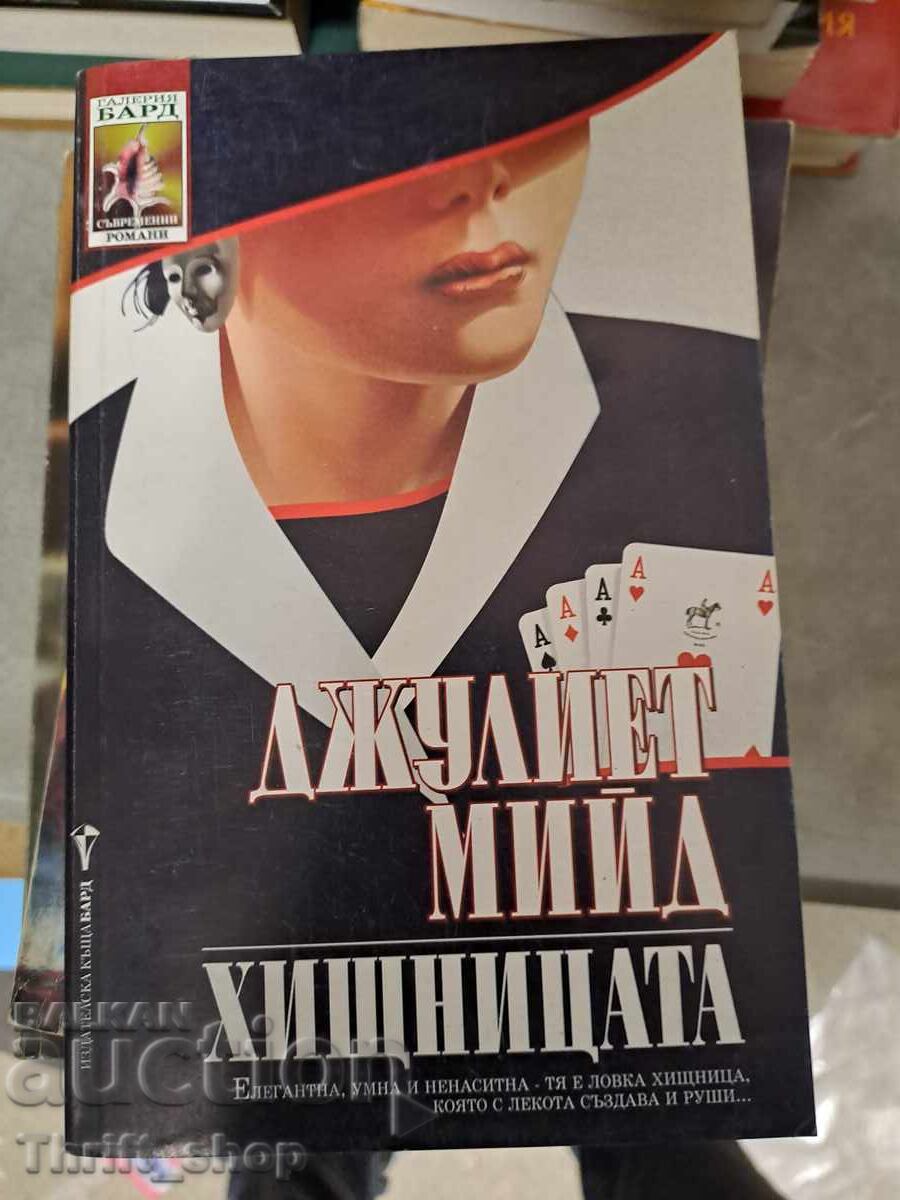 ГАЛЕРИЯ
БАРД
СЪВРЕМЕННИ
РОМАНИ
A
A
A
A
A
ДЖУЛИЕТ
МИЙД
ХИЩНИЦАТА
ЕЛЕГАНТНА, УМНА И НЕНАСИТНА - ТЯ Е ЛОВКА ХИЩНИЦА,
КОЯТО С ЛЕКОТА СЪЗДАВА И РУШИ...
ИЗДАТЕЛСКА КЪЩА БАРД
ИЯ
BALKAN
auction
Thrift_shop